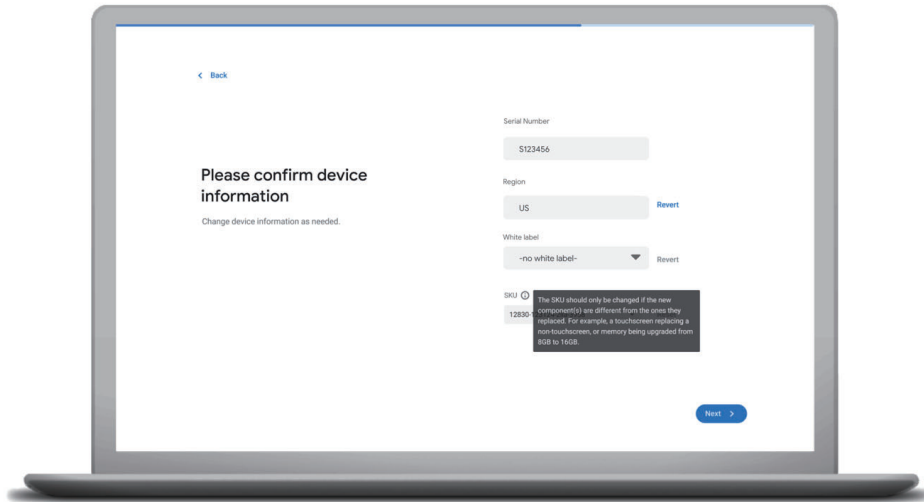 Back
Please confirm device
information
Change device information as needed.
Serial Number
S123456
Region
US
Revert
White label
-no white label-
Revert
SKU
12830-
The SKU should only be changed if the new
component(s) are different from the ones they
replaced. For example, a touchscreen replacing a
non-touchscreen, or memory being upgraded from
8GB to 16GB.
Next